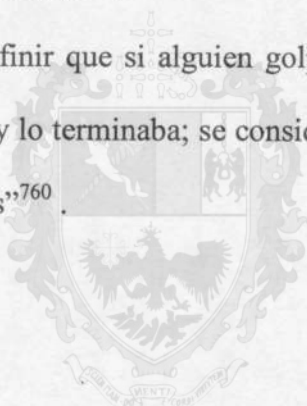 finir que si alguien gol
y lo terminaba; se consid
s”⁷⁶⁰ .